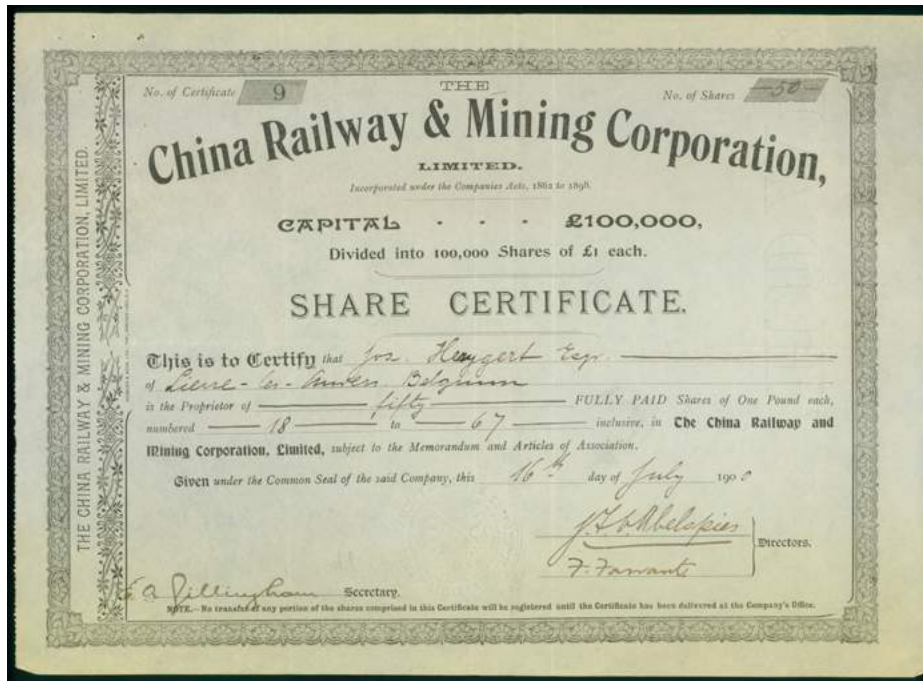 No. of Certificate 9
No. of Shares 50
THE
China Railway & Mining Corporation,
LIMITED.
Incorporated under the Companies Acts, 1862 to 1898.
CAPITAL . . . £100,000,
Divided into 100,000 Shares of £1 each.
SHARE CERTIFICATE.
This is to Certify that Jos. Esqr.
of Lierre-les-Anvers Belgium
is the Proprietor of fifty FULLY PAID Shares of One Pound each,
numbered 18 to 67 inclusive, in The China Railway and
Mining Corporation, Limited, subject to the Memorandum and Articles of Association.
Given under the Common Seal of the said Company, this 16th day of July 1900
Directors.
E A Gillingham Secretary.
NOTE.—No transfer of any portion of the shares comprised in this Certificate will be registered until the Certificate has been delivered at the Company's Office.
THE CHINA RAILWAY & MINING CORPORATION, LIMITED.